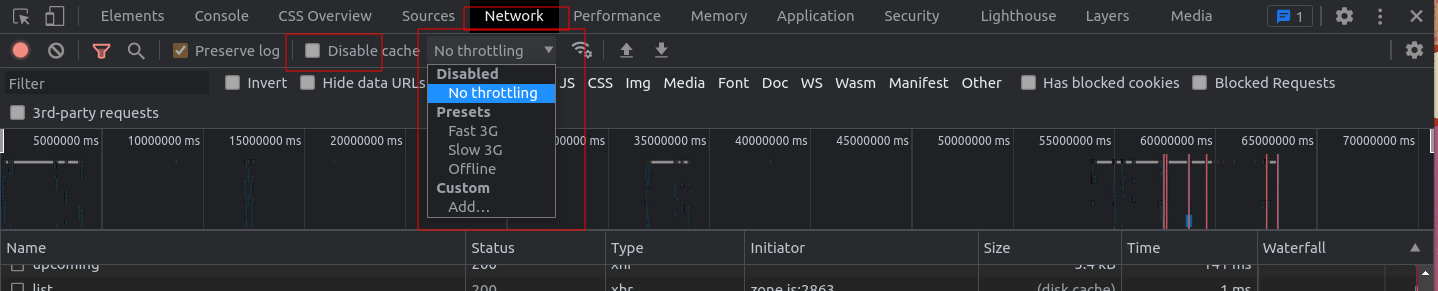 Elements Console CSS Overview Sources Network Performance Memory Application Security Lighthouse Layers Media 1
Preserve log Disable cache No throttling
Filter Invert Hide data URLs JS CSS Img Media Font Doc WS Wasm Manifest Other Has blocked cookies Blocked Requests
Disabled
No throttling
Presets
Fast 3G
Slow 3G
Offline
Custom
Add…
3rd-party requests
5000000 ms 10000000 ms 15000000 ms 20000000 ms 35000000 ms 40000000 ms 45000000 ms 50000000 ms 55000000 ms 60000000 ms 65000000 ms 70000000 ms
Name Status Type Initiator Size Time Waterfall
upcoming 200 xhr 3.4 kB 141 ms
list 200 xhr zone.js:2863 (disk cache) 1 ms